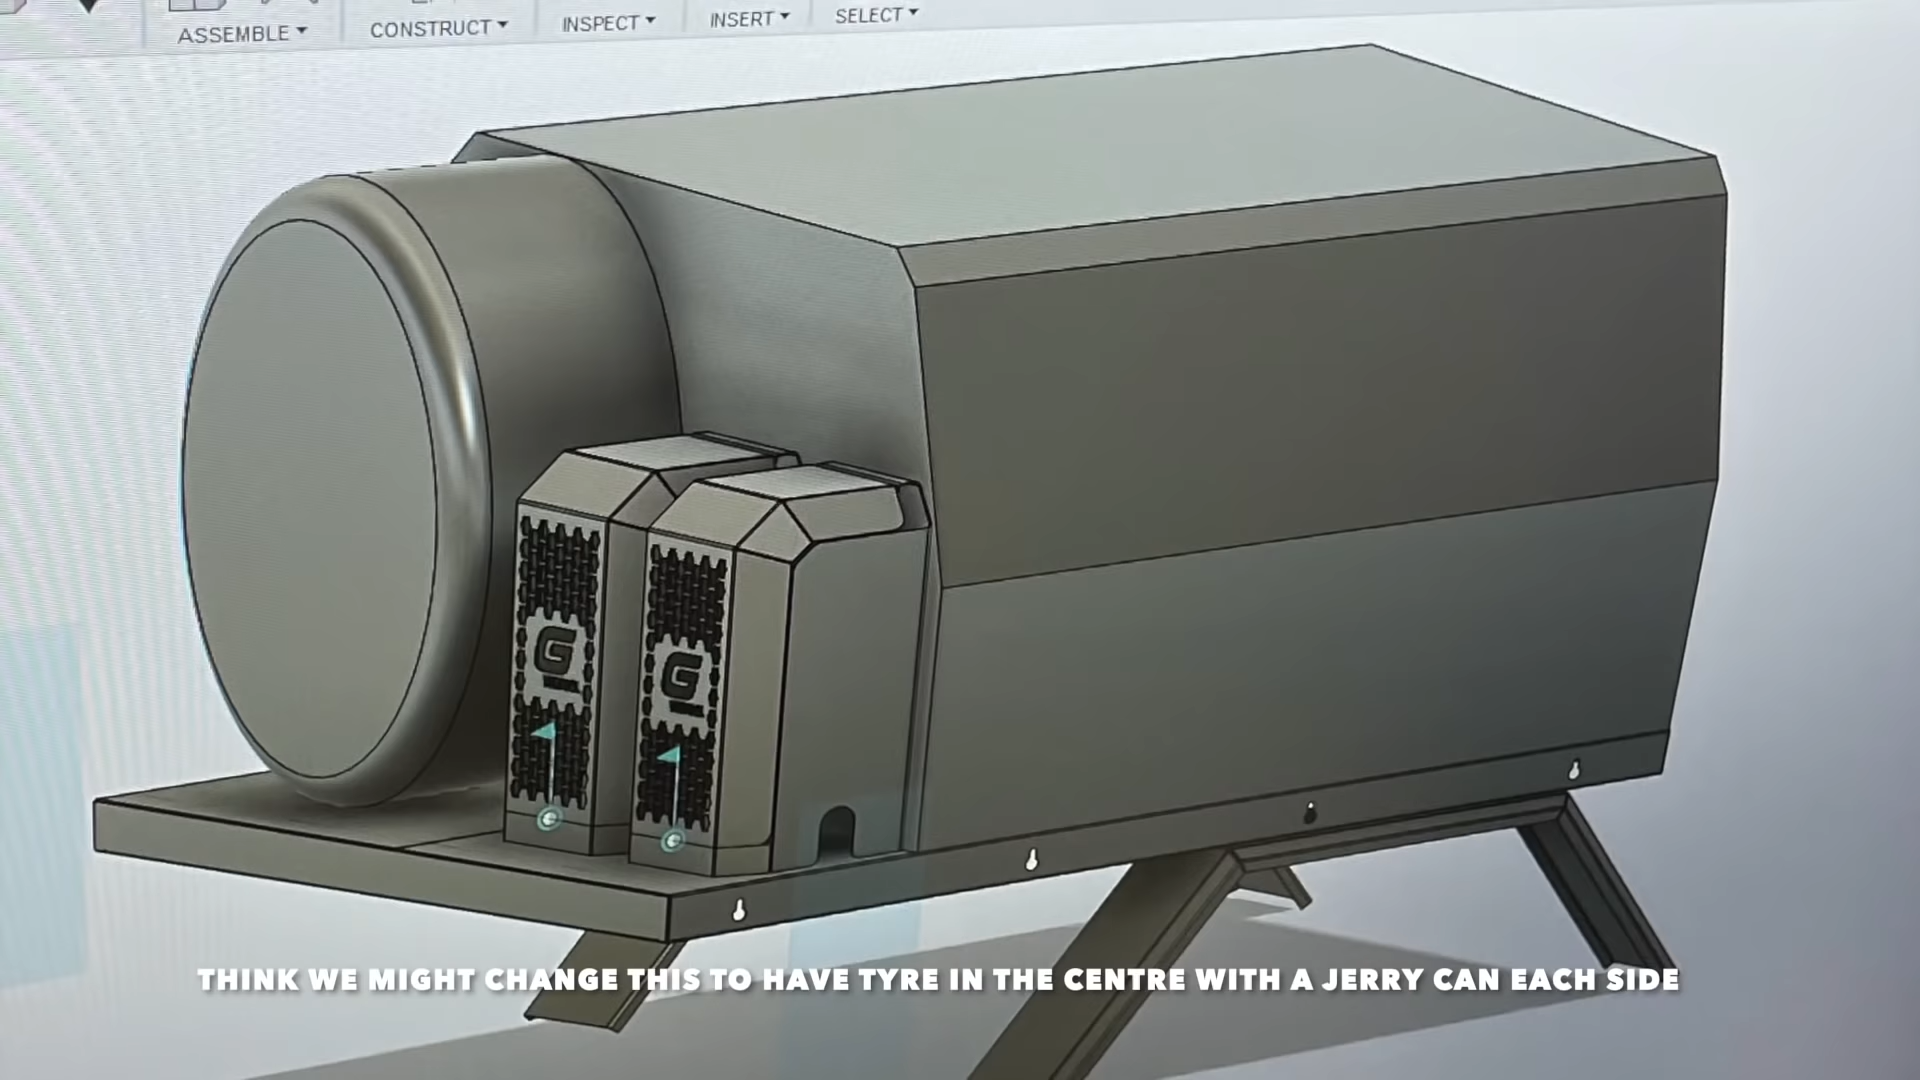 ASSEMBLE
CONSTRUCT
INSPECT
INSERT
SELECT
G
G
THINK WE MIGHT CHANGE THIS TO HAVE TYRE IN THE CENTRE WITH A JERRY CAN EACH SIDE